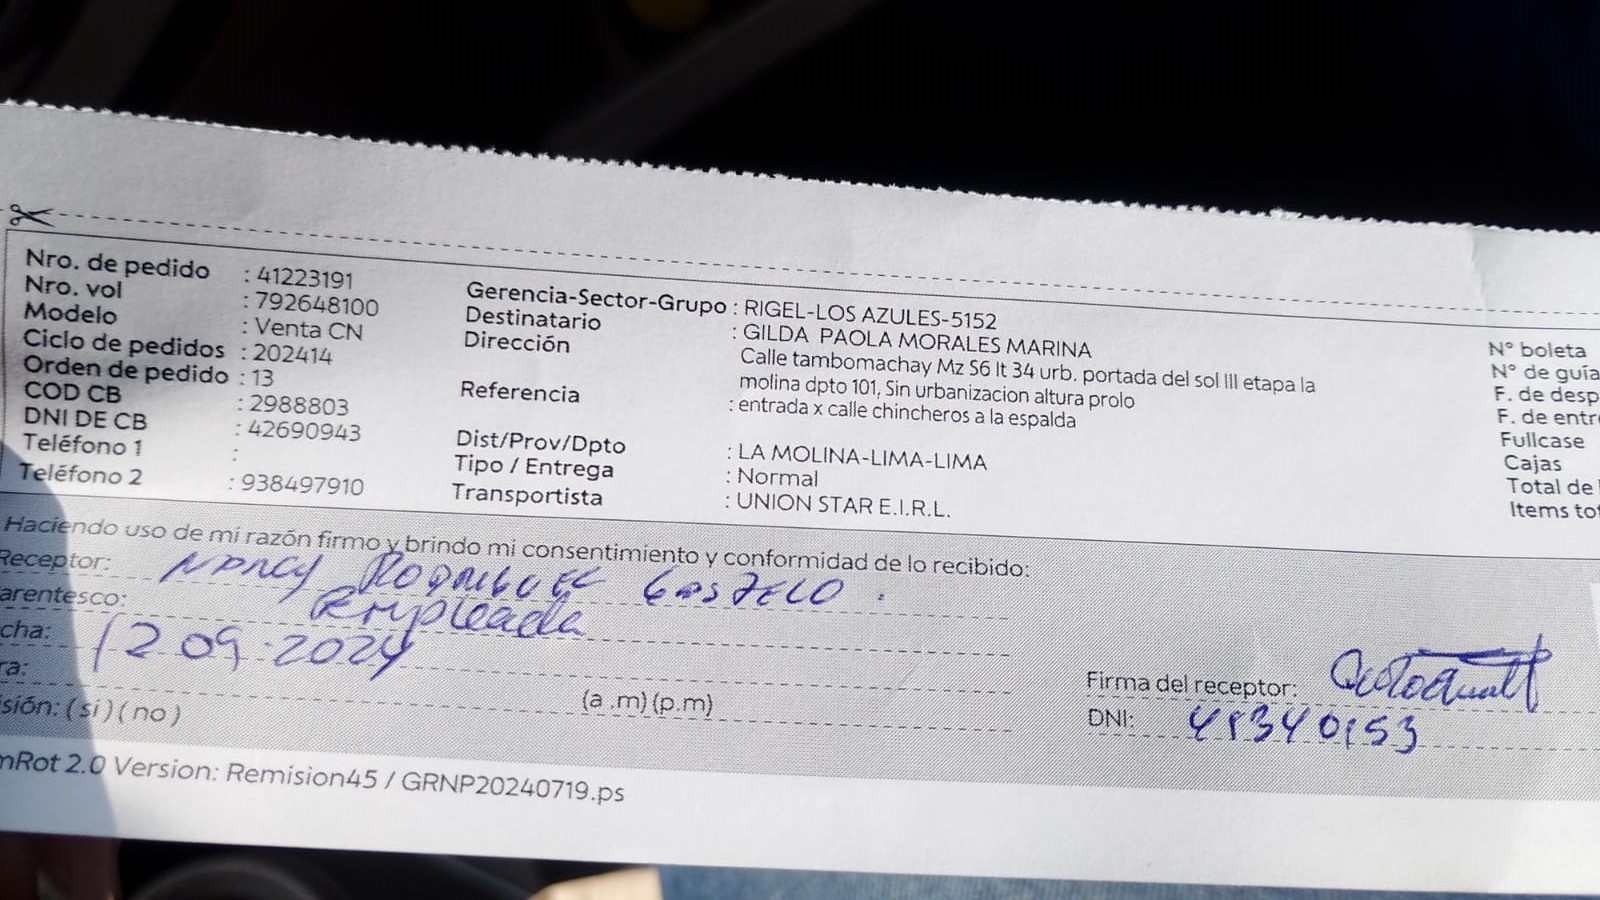 Nro. de pedido : 41223191
Nro. vol : 792648100
Modelo : Venta CN
Ciclo de pedidos : 202414
Orden de pedido : 13
COD CB : 2988803
DNI DE CB : 42690943
Teléfono 1 :
Teléfono 2 : 938497910
Gerencia-Sector-Grupo : RIGEL-LOS AZULES-5152
Destinatario : GILDA PAOLA MORALES MARINA
Dirección Calle tambomachay Mz S6 lt 34 urb. portada del sol III etapa la
molina dpto 101, Sin urbanizacion altura prolo
Referencia : entrada x calle chincheros a la espalda
Dist/Prov/Dpto : LA MOLINA-LIMA-LIMA
Tipo / Entrega : Normal
Transportista : UNION STAR E.I.R.L.
N° boleta
N° de guía
F. de desp
F. de entre
Fullcase
Cajas
Total de
Items tot
Haciendo uso de mi razón firmo y brindo mi consentimiento y conformidad de lo recibido:
Receptor: NANCY
arentesco: Empleada
cha: 12 09-2024
ra: (a .m) (p.m)
sión: ( si ) ( no )
Firma del receptor:
DNI: 41340153
mRot 2.0 Version: Remision45 / GRNP20240719.ps